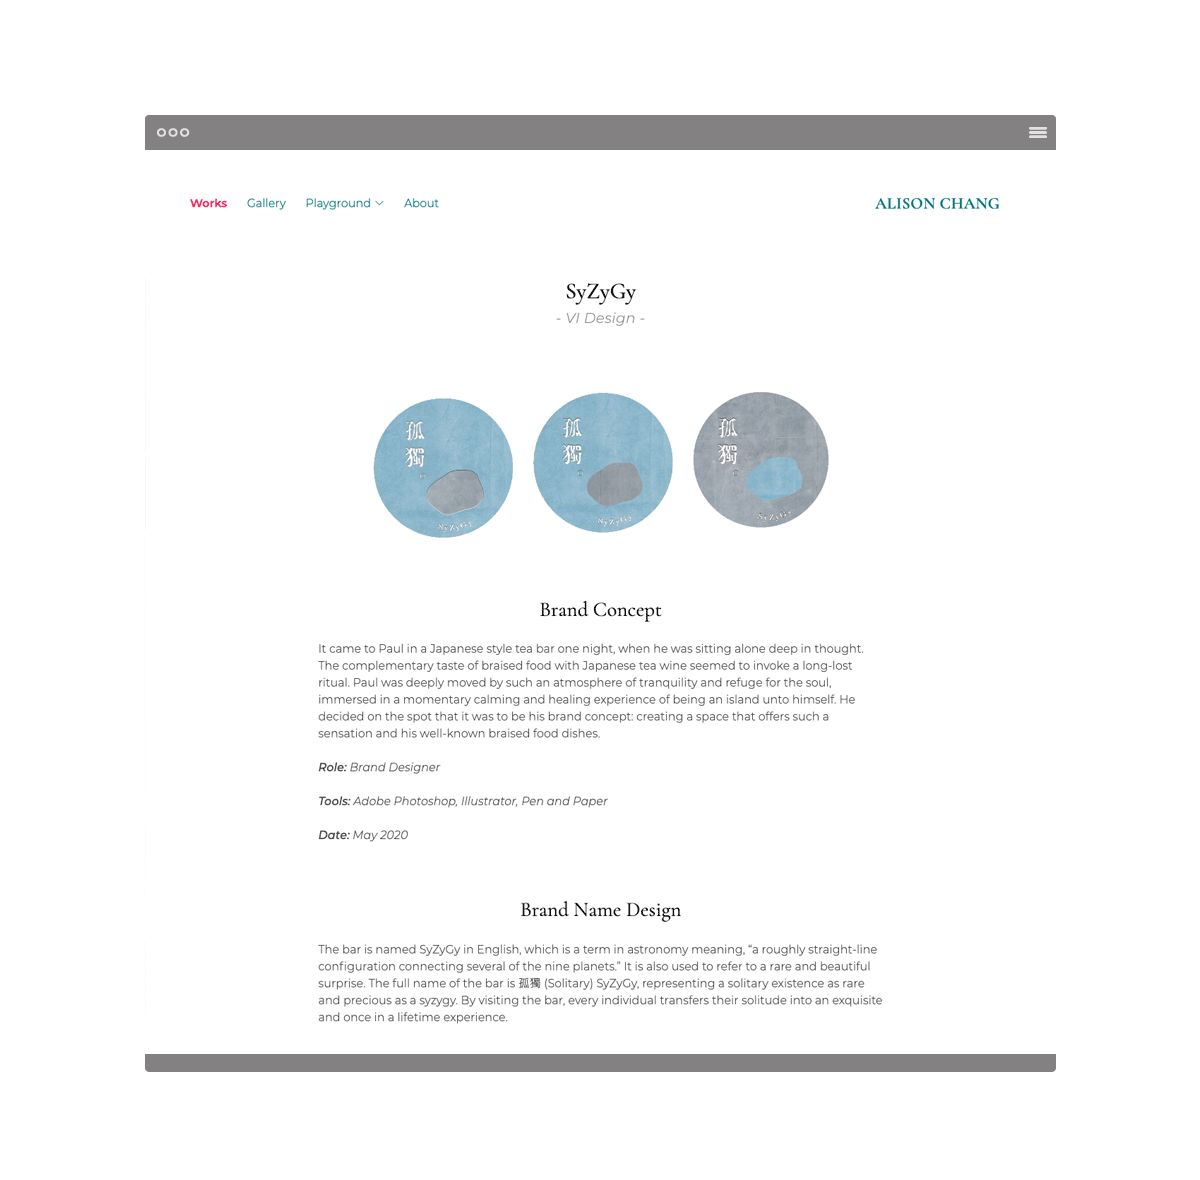 Works Gallery Playground About ALISON CHANG
SyZyGy
- VI Design -
孤獨
SyZyGy
孤獨
SyZyGy
孤獨
SyZyGy
Brand Concept
It came to Paul in a Japanese style tea bar one night, when he was sitting alone deep in thought.
The complementary taste of braised food with Japanese tea wine seemed to invoke a long-lost
ritual. Paul was deeply moved by such an atmosphere of tranquility and refuge for the soul,
immersed in a momentary calming and healing experience of being an island unto himself. He
decided on the spot that it was to be his brand concept: creating a space that offers such a
sensation and his well-known braised food dishes.
Role: Brand Designer
Tools: Adobe Photoshop, Illustrator, Pen and Paper
Date: May 2020
Brand Name Design
The bar is named SyZyGy in English, which is a term in astronomy meaning, “a roughly straight-line
configuration connecting several of the nine planets.” It is also used to refer to a rare and beautiful
surprise. The full name of the bar is 孤獨 (Solitary) SyZyGy, representing a solitary existence as rare
and precious as a syzygy. By visiting the bar, every individual transfers their solitude into an exquisite
and once in a lifetime experience.